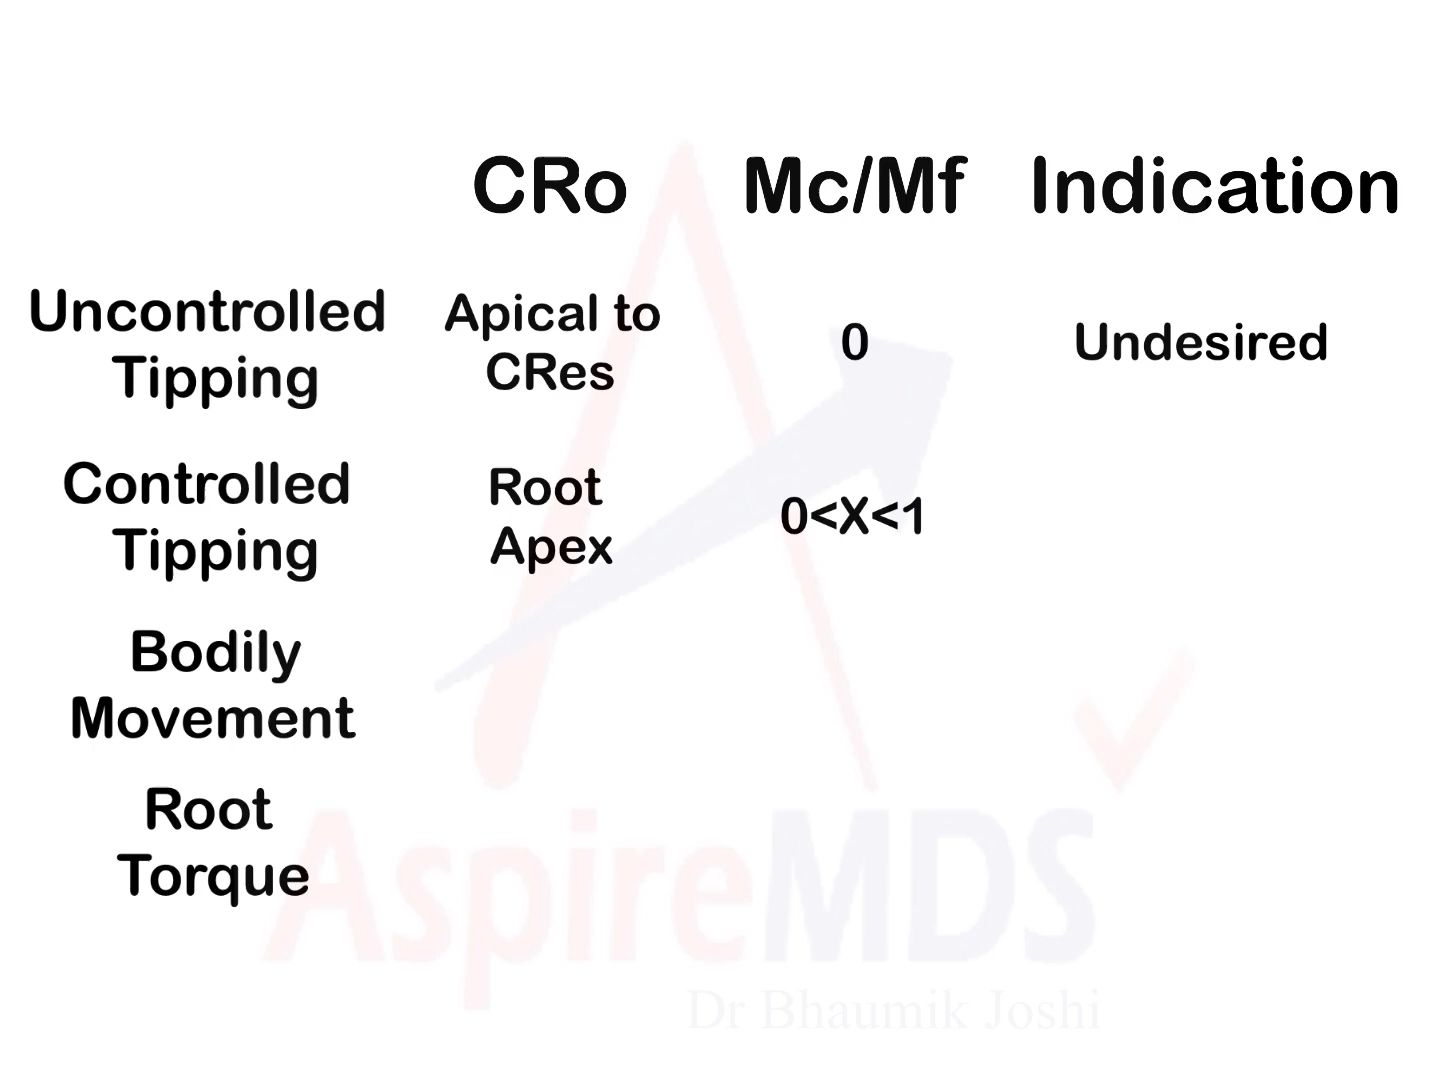 CRo Mc/Mf Indication
Uncontrolled
Tipping
Apical to
CRes
0
Undesired
Controlled
Tipping
Root
Apex
0<X<1
Bodily
Movement
Root
Torque
AspireMDS
Dr Bhaumik Joshi